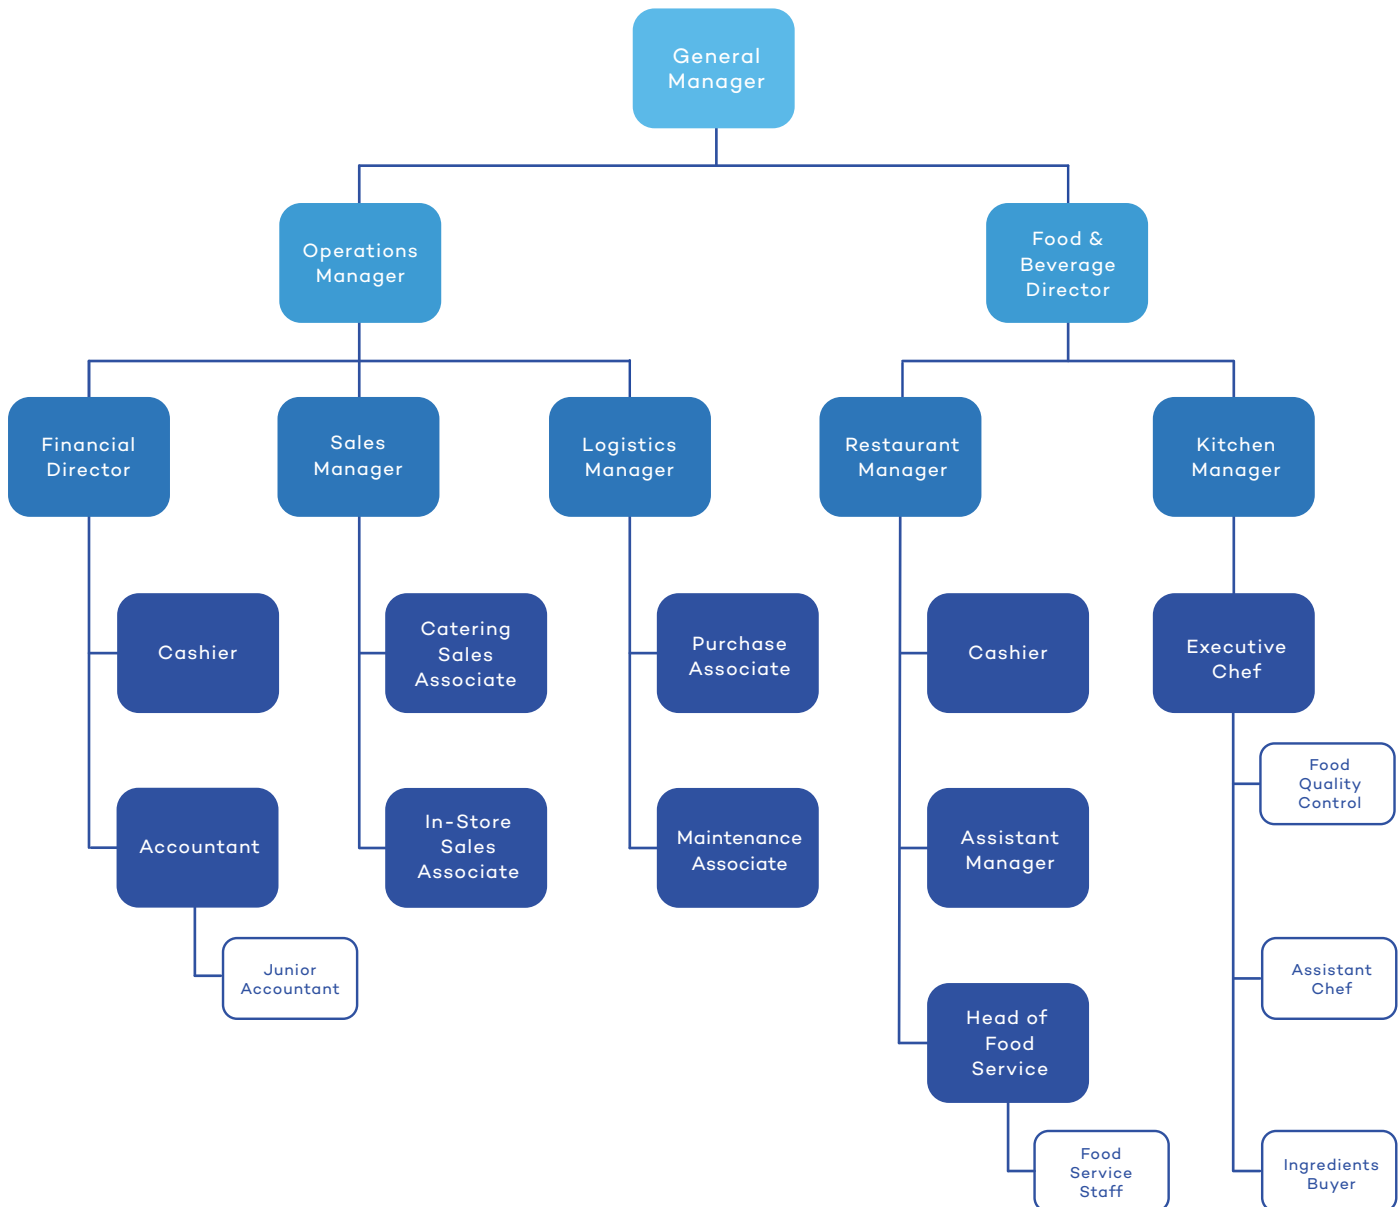 General
Manager
Operations
Manager
Food &
Beverage
Director
Financial
Director
Sales
Manager
Logistics
Manager
Restaurant
Manager
Kitchen
Manager
Cashier
Catering
Sales
Associate
Purchase
Associate
Cashier
Executive
Chef
Food
Quality
Control
Accountant
In-Store
Sales
Associate
Maintenance
Associate
Assistant
Manager
Junior
Accountant
Assistant
Chef
Head of
Food
Service
Food
Service
Staff
Ingredients
Buyer